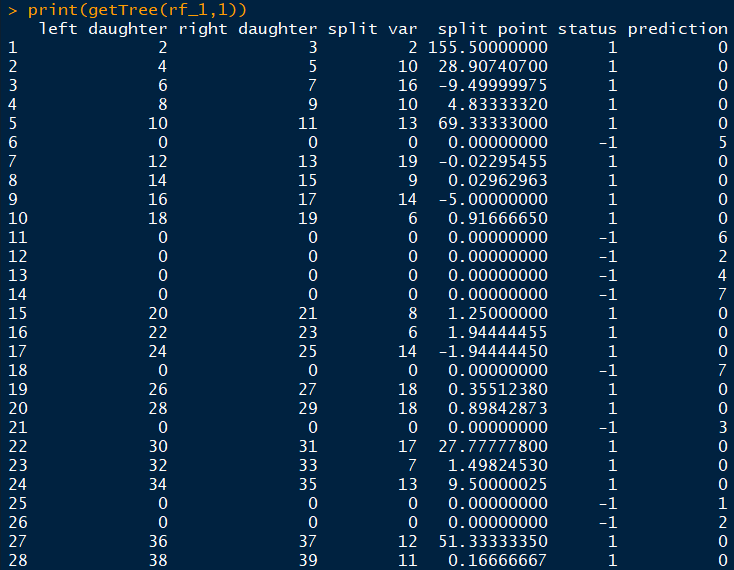 > print(getTree(rf_1,1))
left daughter right daughter split var split point status prediction
1 2 3 2 155.50000000 1 0
2 4 5 10 28.90740700 1 0
3 6 7 16 -9.49999975 1 0
4 8 9 10 4.83333320 1 0
5 10 11 13 69.33333000 1 0
6 0 0 0 0.00000000 -1 5
7 12 13 19 -0.02295455 1 0
8 14 15 9 0.02962963 1 0
9 16 17 14 -5.00000000 1 0
10 18 19 6 0.91666650 1 0
11 0 0 0 0.00000000 -1 6
12 0 0 0 0.00000000 -1 2
13 0 0 0 0.00000000 -1 4
14 0 0 0 0.00000000 -1 7
15 20 21 8 1.25000000 1 0
16 22 23 6 1.94444455 1 0
17 24 25 14 -1.94444450 1 0
18 0 0 0 0.00000000 -1 7
19 26 27 18 0.35512380 1 0
20 28 29 18 0.89842873 1 0
21 0 0 0 0.00000000 -1 3
22 30 31 17 27.77777800 1 0
23 32 33 7 1.49824530 1 0
24 34 35 13 9.50000025 1 0
25 0 0 0 0.00000000 -1 1
26 0 0 0 0.00000000 -1 2
27 36 37 12 51.33333350 1 0
28 38 39 11 0.16666667 1 0